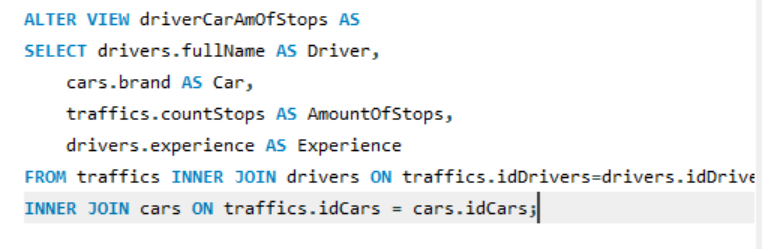 ALTER VIEW driverCarAmOfStops AS
SELECT drivers.fullName AS Driver,
cars.brand AS Car,
traffics.countStops AS AmountOfStops,
drivers.experience AS Experience
FROM traffics INNER JOIN drivers ON traffics.idDrivers=drivers.idDrive
INNER JOIN cars ON traffics.idCars = cars.idCars;